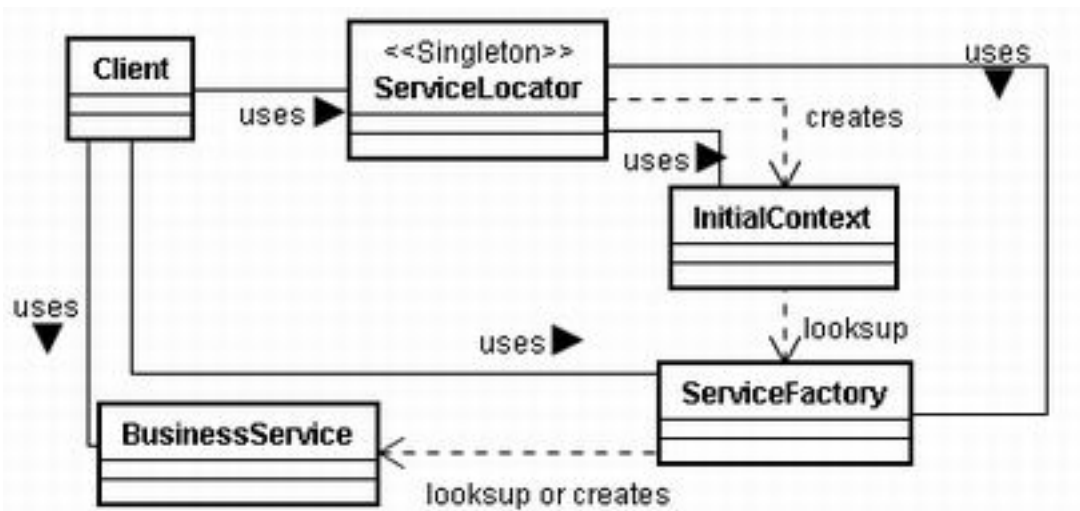 <<Singleton>>
uses
Client
ServiceLocator
uses
creates
uses
InitialContext
uses
looksup
uses
ServiceFactory
BusinessService
looksup or creates